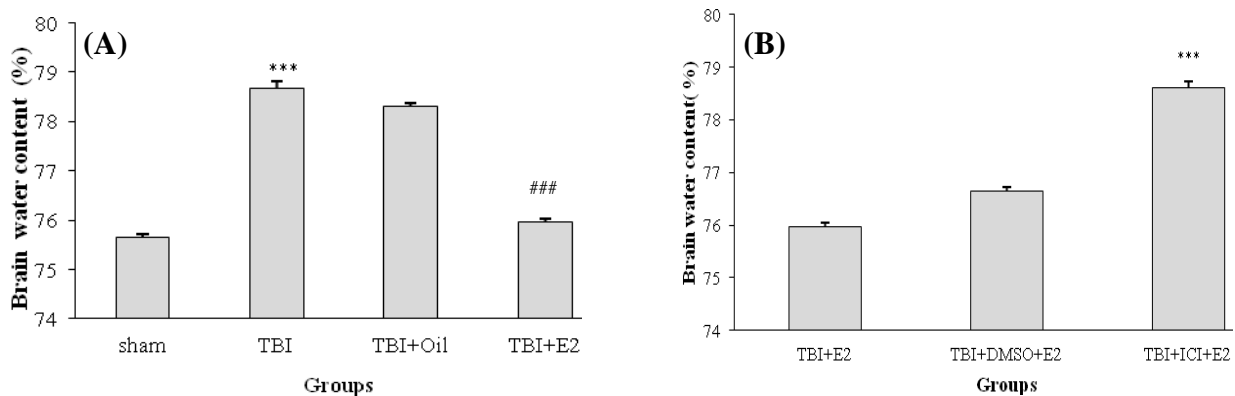 (A)
Brain water content (%)
80
79
78
77
76
75
74
***
###
sham TBI TBI+Oil TBI+E2
Groups
(B)
Brain water content( %)
80
79
78
77
76
75
74
***
TBI+E2 TBI+DMSO+E2 TBI+ICI+E2
Groups